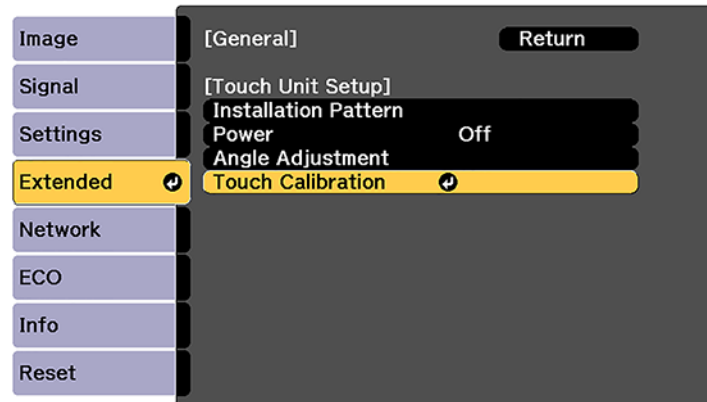 Image
Signal
Settings
Extended
Network
ECO
Info
Reset
[General] Return
[Touch Unit Setup]
Installation Pattern
Power Off
Angle Adjustment
Touch Calibration